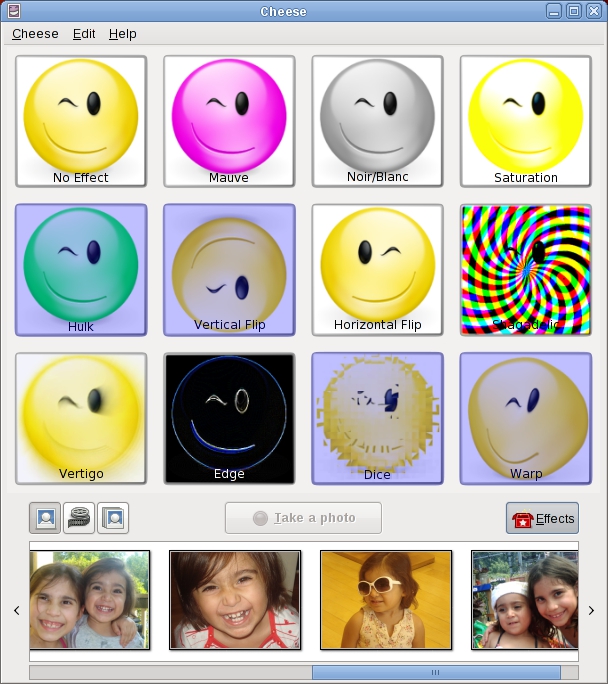 Cheese
Cheese Edit Help
No Effect
Mauve
Noir/Blanc
Saturation
Hulk
Vertical Flip
Horizontal Flip
Shagadelic
Vertigo
Edge
Dice
Warp
Take a photo
Effects